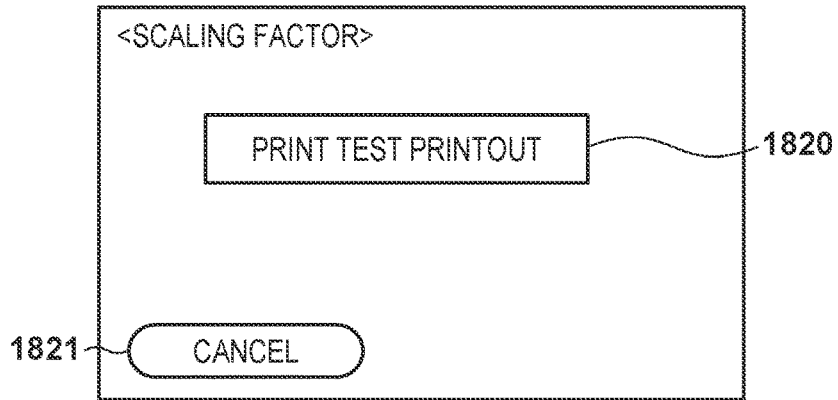 <SCALING FACTOR>
PRINT TEST PRINTOUT
1820
1821
CANCEL